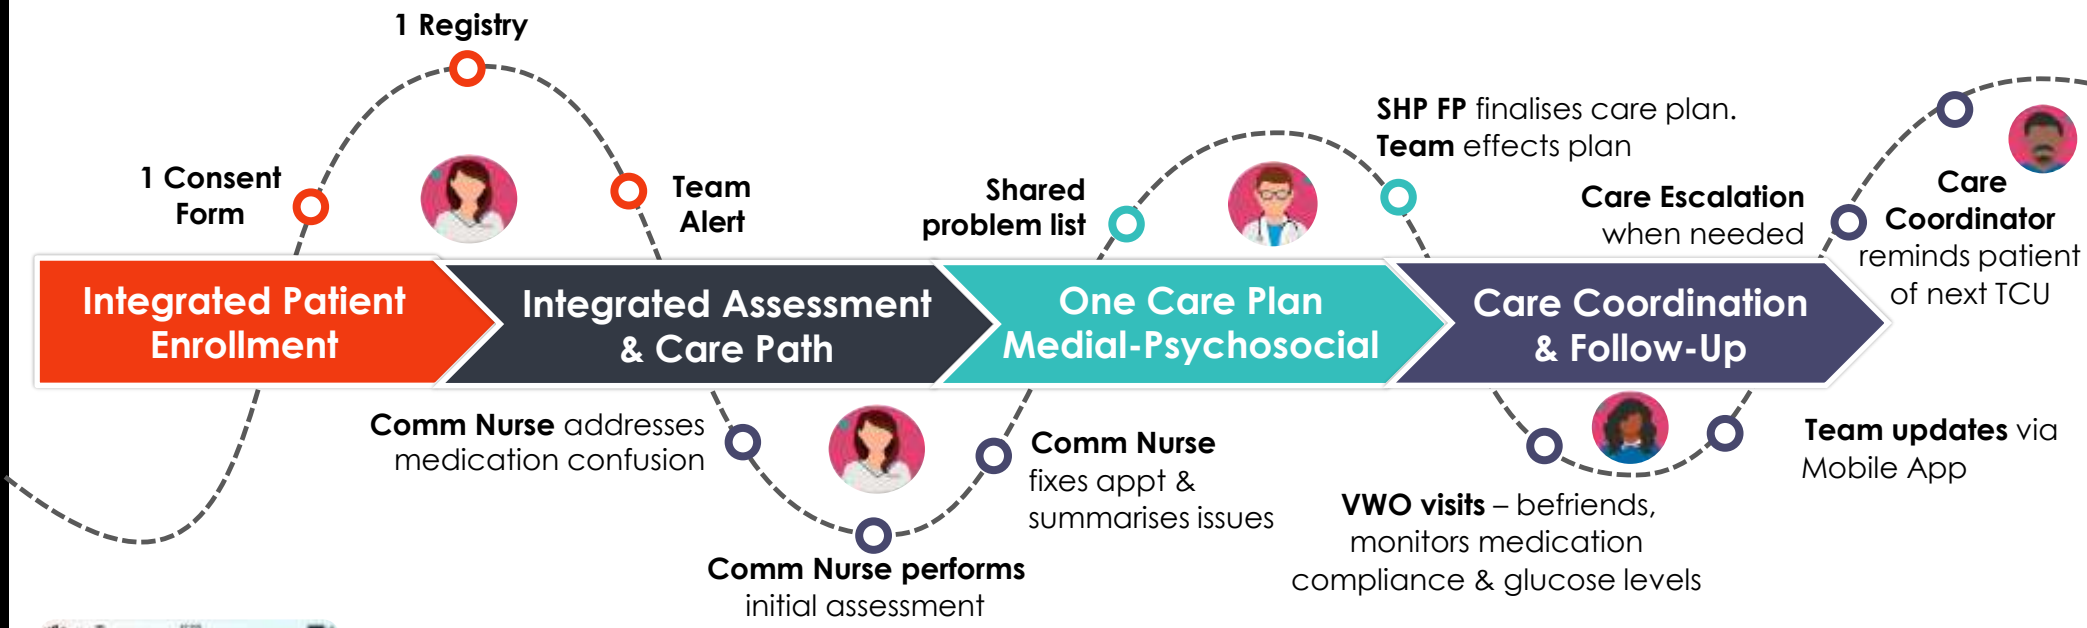 1 Registry
1 Consent
Form
Team
Alert
Integrated Patient
Enrollment
Integrated Assessment
& Care Path
Comm Nurse addresses
medication confusion
Comm Nurse performs
initial assessment
Comm Nurse
fixes appt &
summarises issues
Shared
problem list
SHP FP finalises care plan.
Team effects plan
One Care Plan
Medial-Psychosocial
Care Coordination
& Follow-Up
VWO visits – befriends,
monitors medication
compliance & glucose levels
Team updates via
Mobile App
Care Escalation
when needed
Care
Coordinator
reminds patient
of next TCU